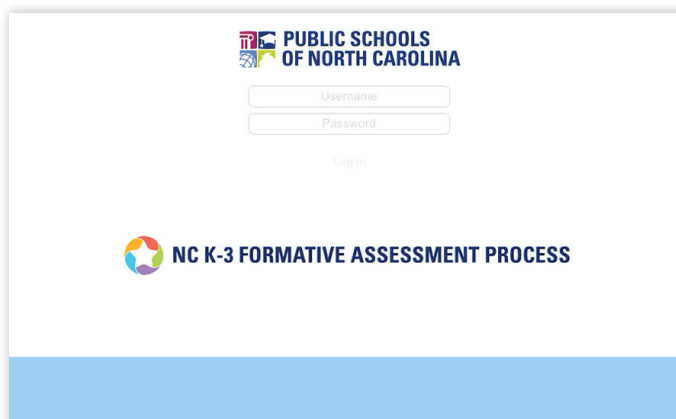 PUBLIC SCHOOLS
OF NORTH CAROLINA
Username
Password
Log In
NC K-3 FORMATIVE ASSESSMENT PROCESS